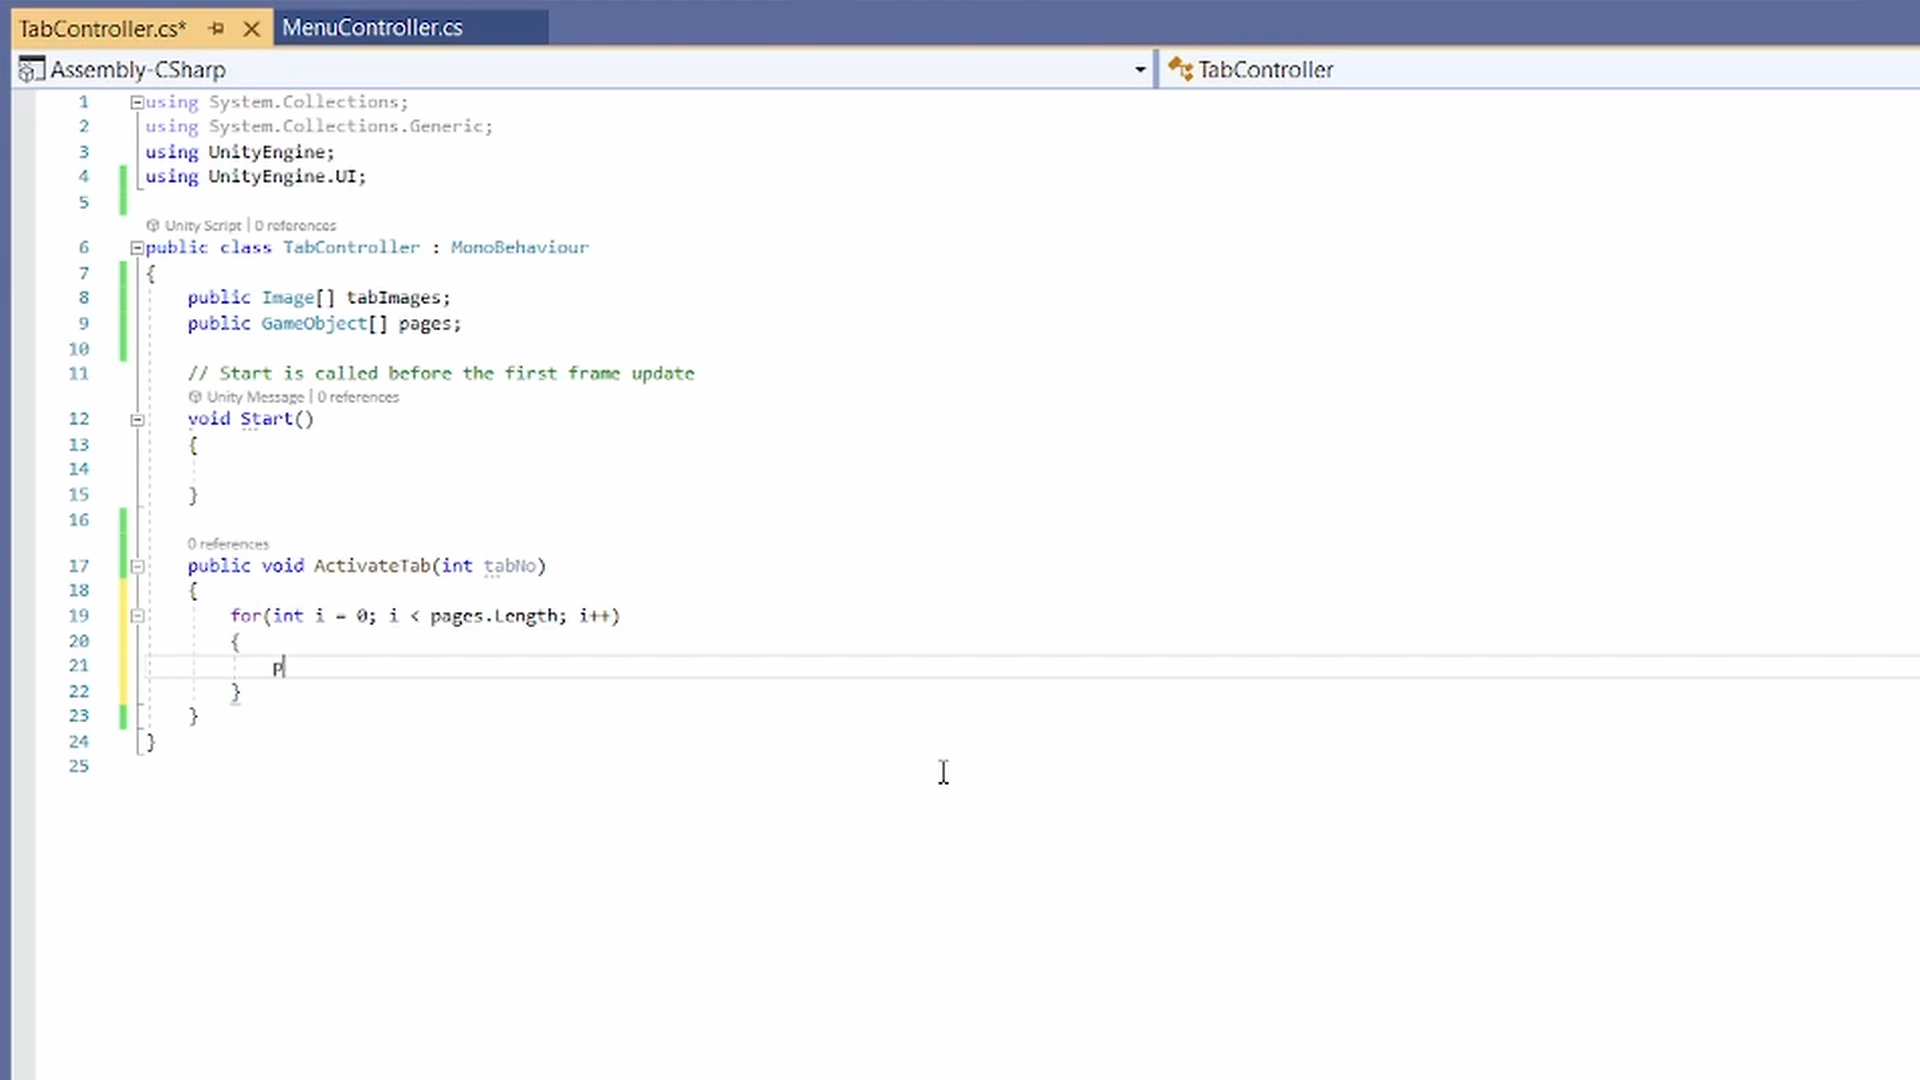 TabController.cs*
MenuController.cs
Assembly-CSharp
TabController
1 using System.Collections;
2 using System.Collections.Generic;
3 using UnityEngine;
4 using UnityEngine.UI;
5
Unity Script | 0 references
6 public class TabController : MonoBehaviour
7 {
8 public Image[] tabImages;
9 public GameObject[] pages;
10
11 // Start is called before the first frame update
Unity Message | 0 references
12 void Start()
13 {
14
15 }
16
0 references
17 public void ActivateTab(int tabNo)
18 {
19 for(int i = 0; i < pages.Length; i++)
20 {
21 p
22 }
23 }
24 }
25